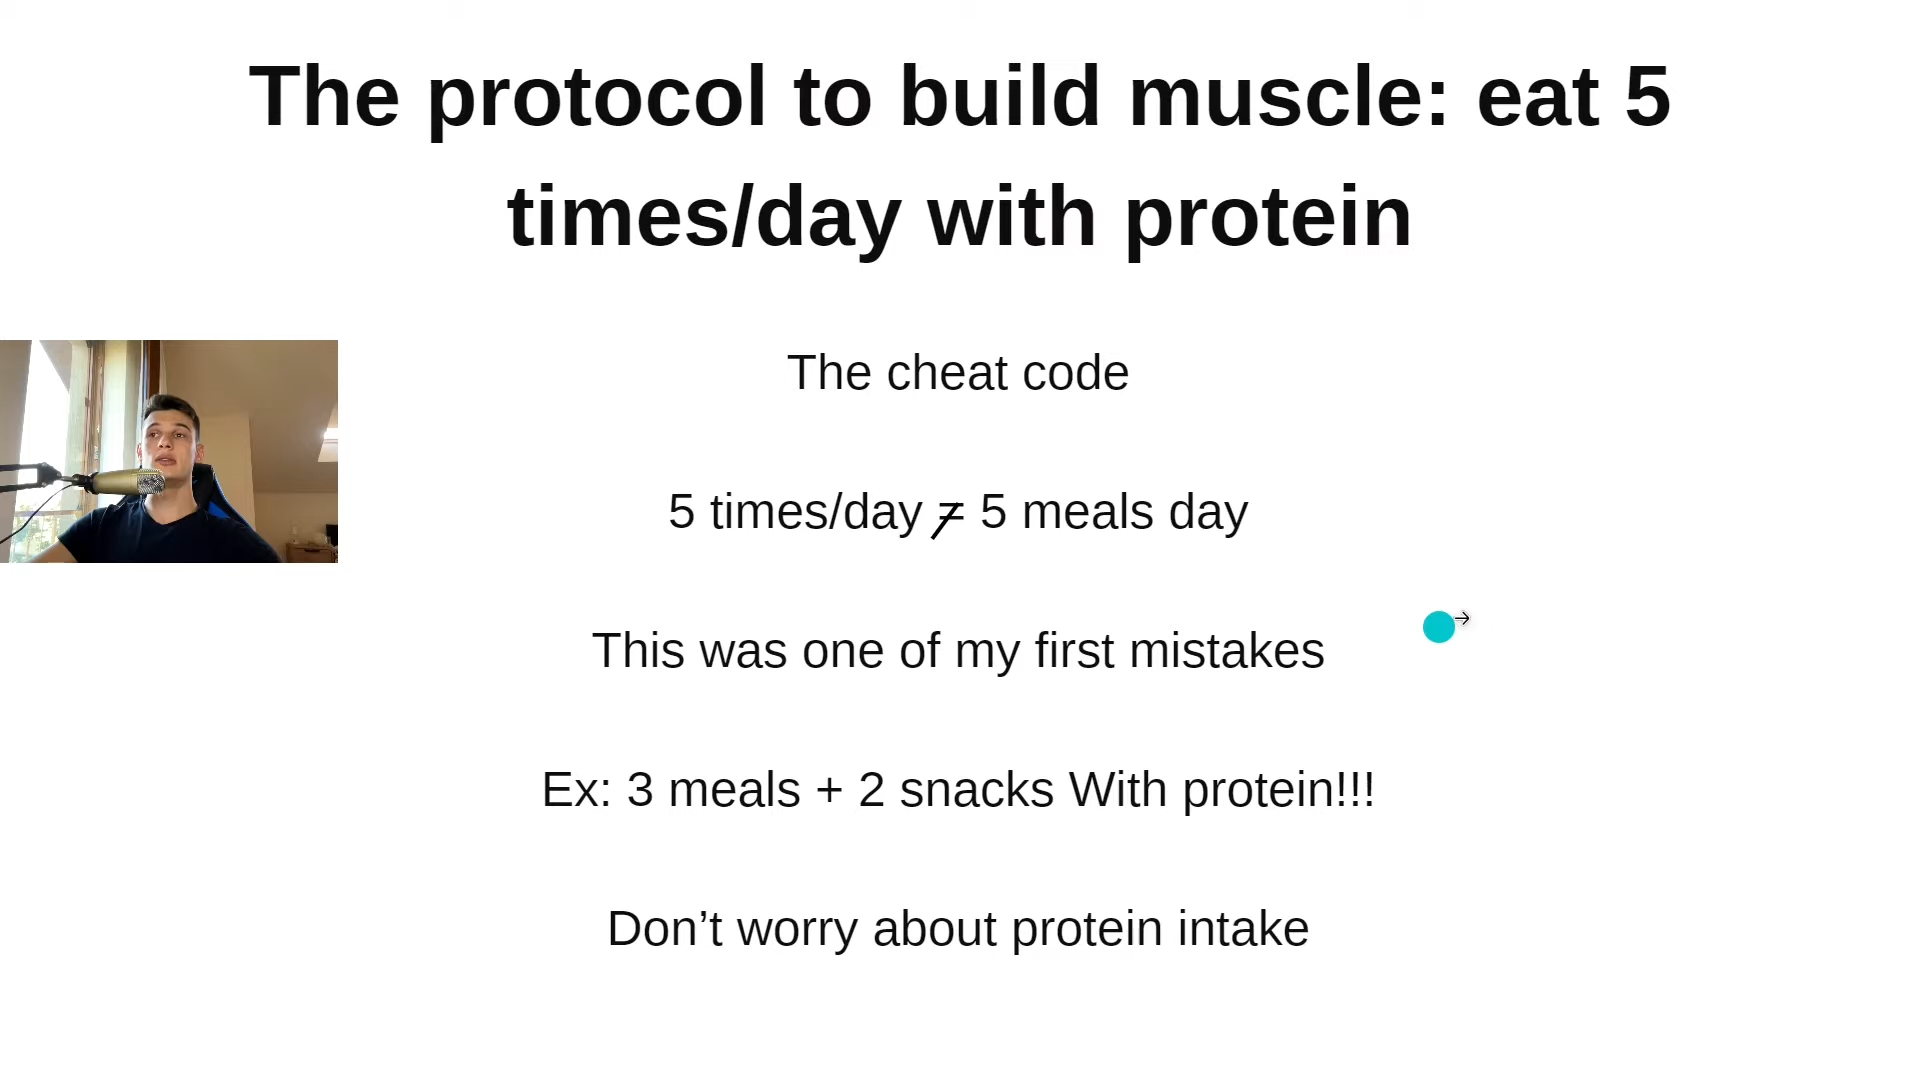 The protocol to build muscle: eat 5
times/day with protein
The cheat code
5 times/day ≠ 5 meals day
This was one of my first mistakes
Ex: 3 meals + 2 snacks With protein!!!
Don’t worry about protein intake